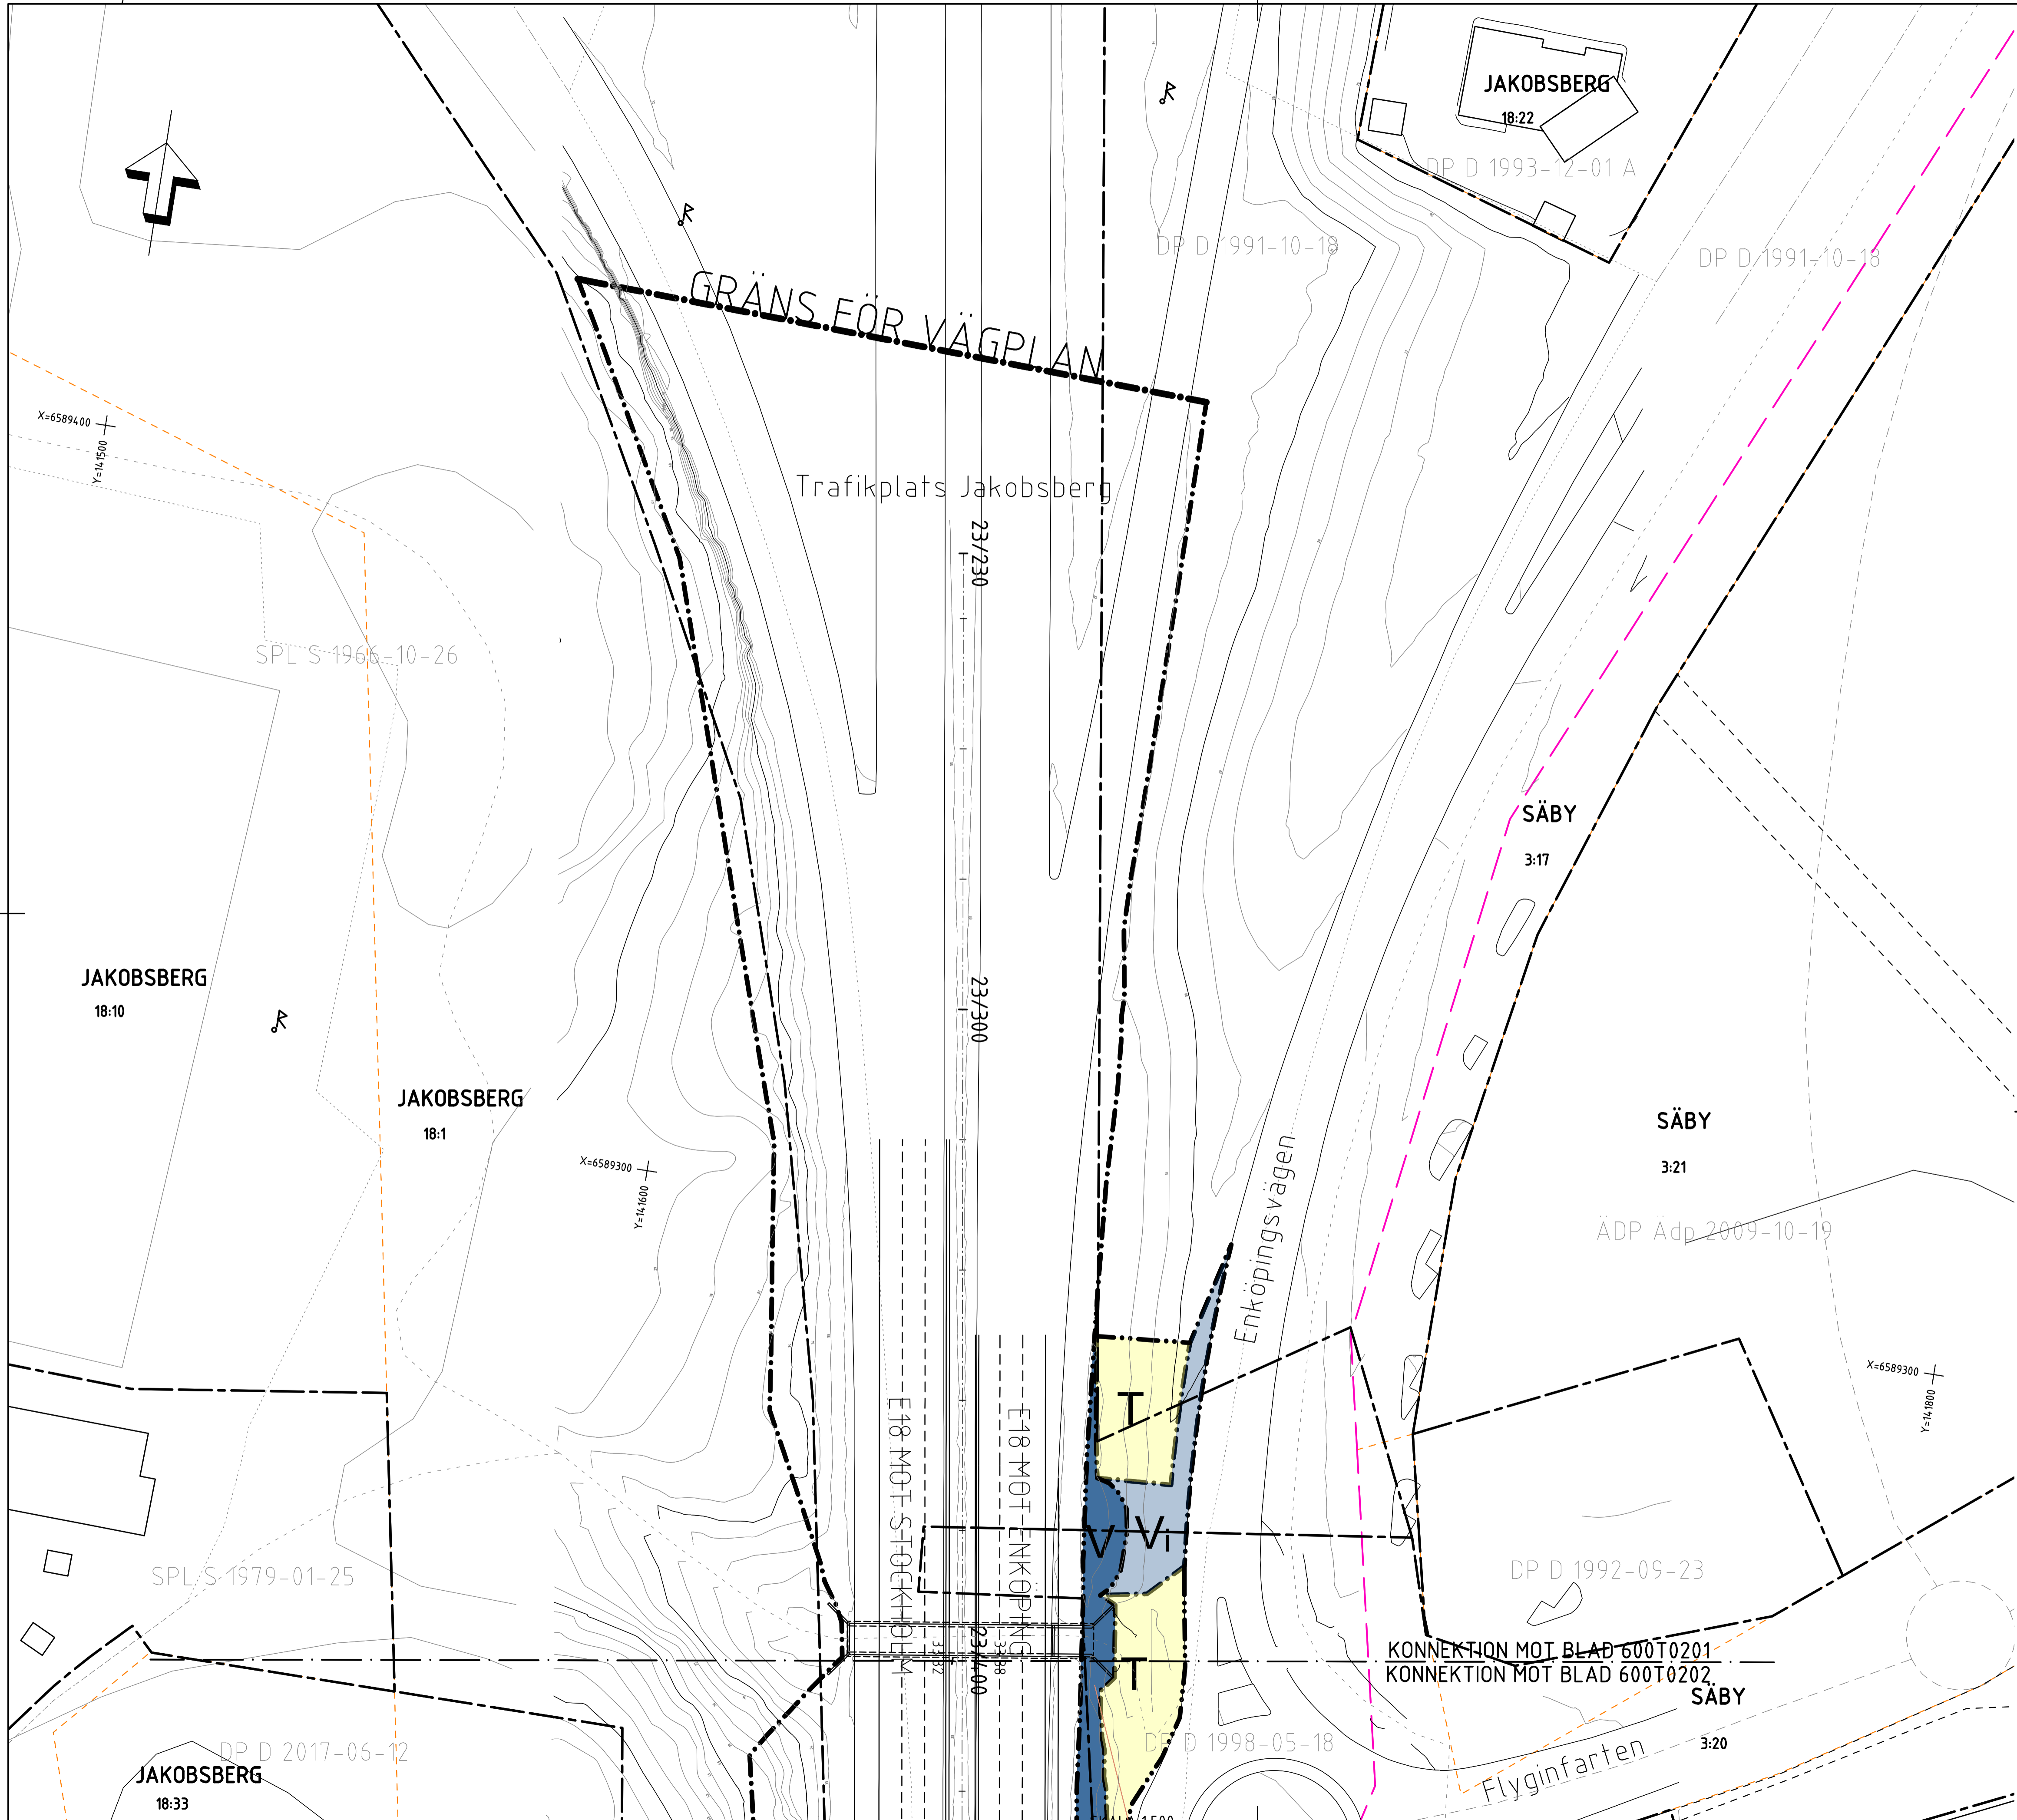 JAKOBSBERG
18:22
DP D 1993-12-01 A
DP D 1991-10-18
DP D 1991-10-18
GRÄNS FÖR VÄGPLAN
X=6589400
Y=141500
Trafikplats Jakobsberg
23/230
SPL S 1966-10-26
SÄBY
3:17
JAKOBSBERG
18:10
23/300
JAKOBSBERG
18:1
SÄBY
3:21
X=6589300
Y=141600
Enköpingsvägen
ÄDP Ädp 2009-10-19
X=6589300
Y=141800
T
E18 MOT STOCKHOLM
E18 MOT ENKÖPING
V
Vi
SPL S 1979-01-25
DP D 1992-09-23
23/400
KONNEKTION MOT BLAD 600T0201
KONNEKTION MOT BLAD 600T0202
T
SÄBY
3:20
DP D 2017-06-12
DP D 1998-05-18
Flyginfarten
JAKOBSBERG
18:33